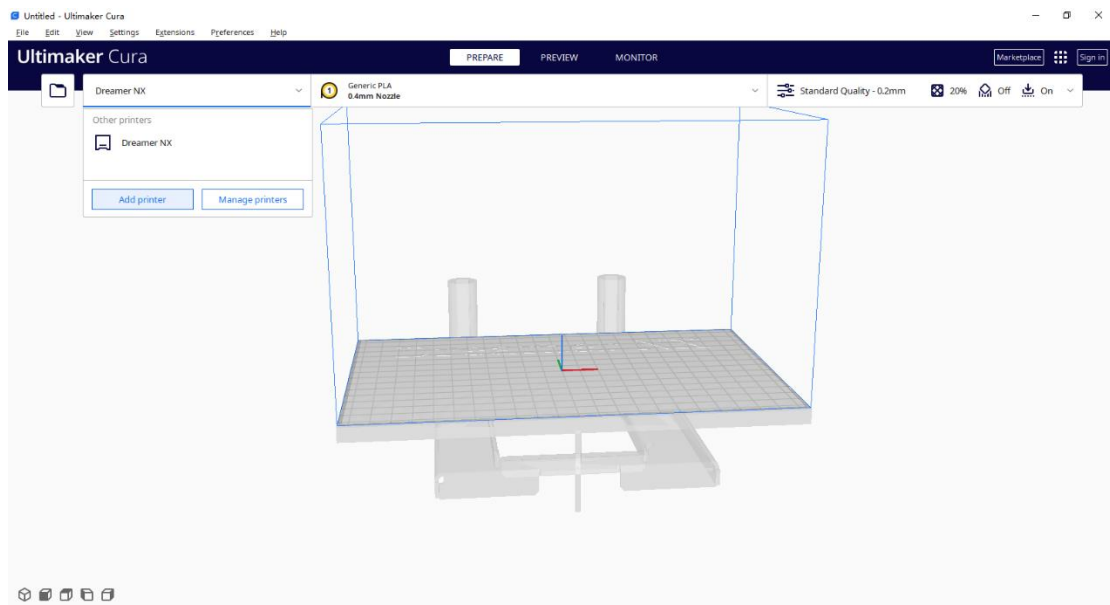 Untitled - Ultimaker Cura
File Edit View Settings Extensions Preferences Help
Ultimaker Cura
PREPARE PREVIEW MONITOR
Marketplace Sign in
Dreamer NX
1 Generic PLA
0.4mm Nozzle
Standard Quality - 0.2mm 20% Off On
Other printers
Dreamer NX
Add printer Manage printers